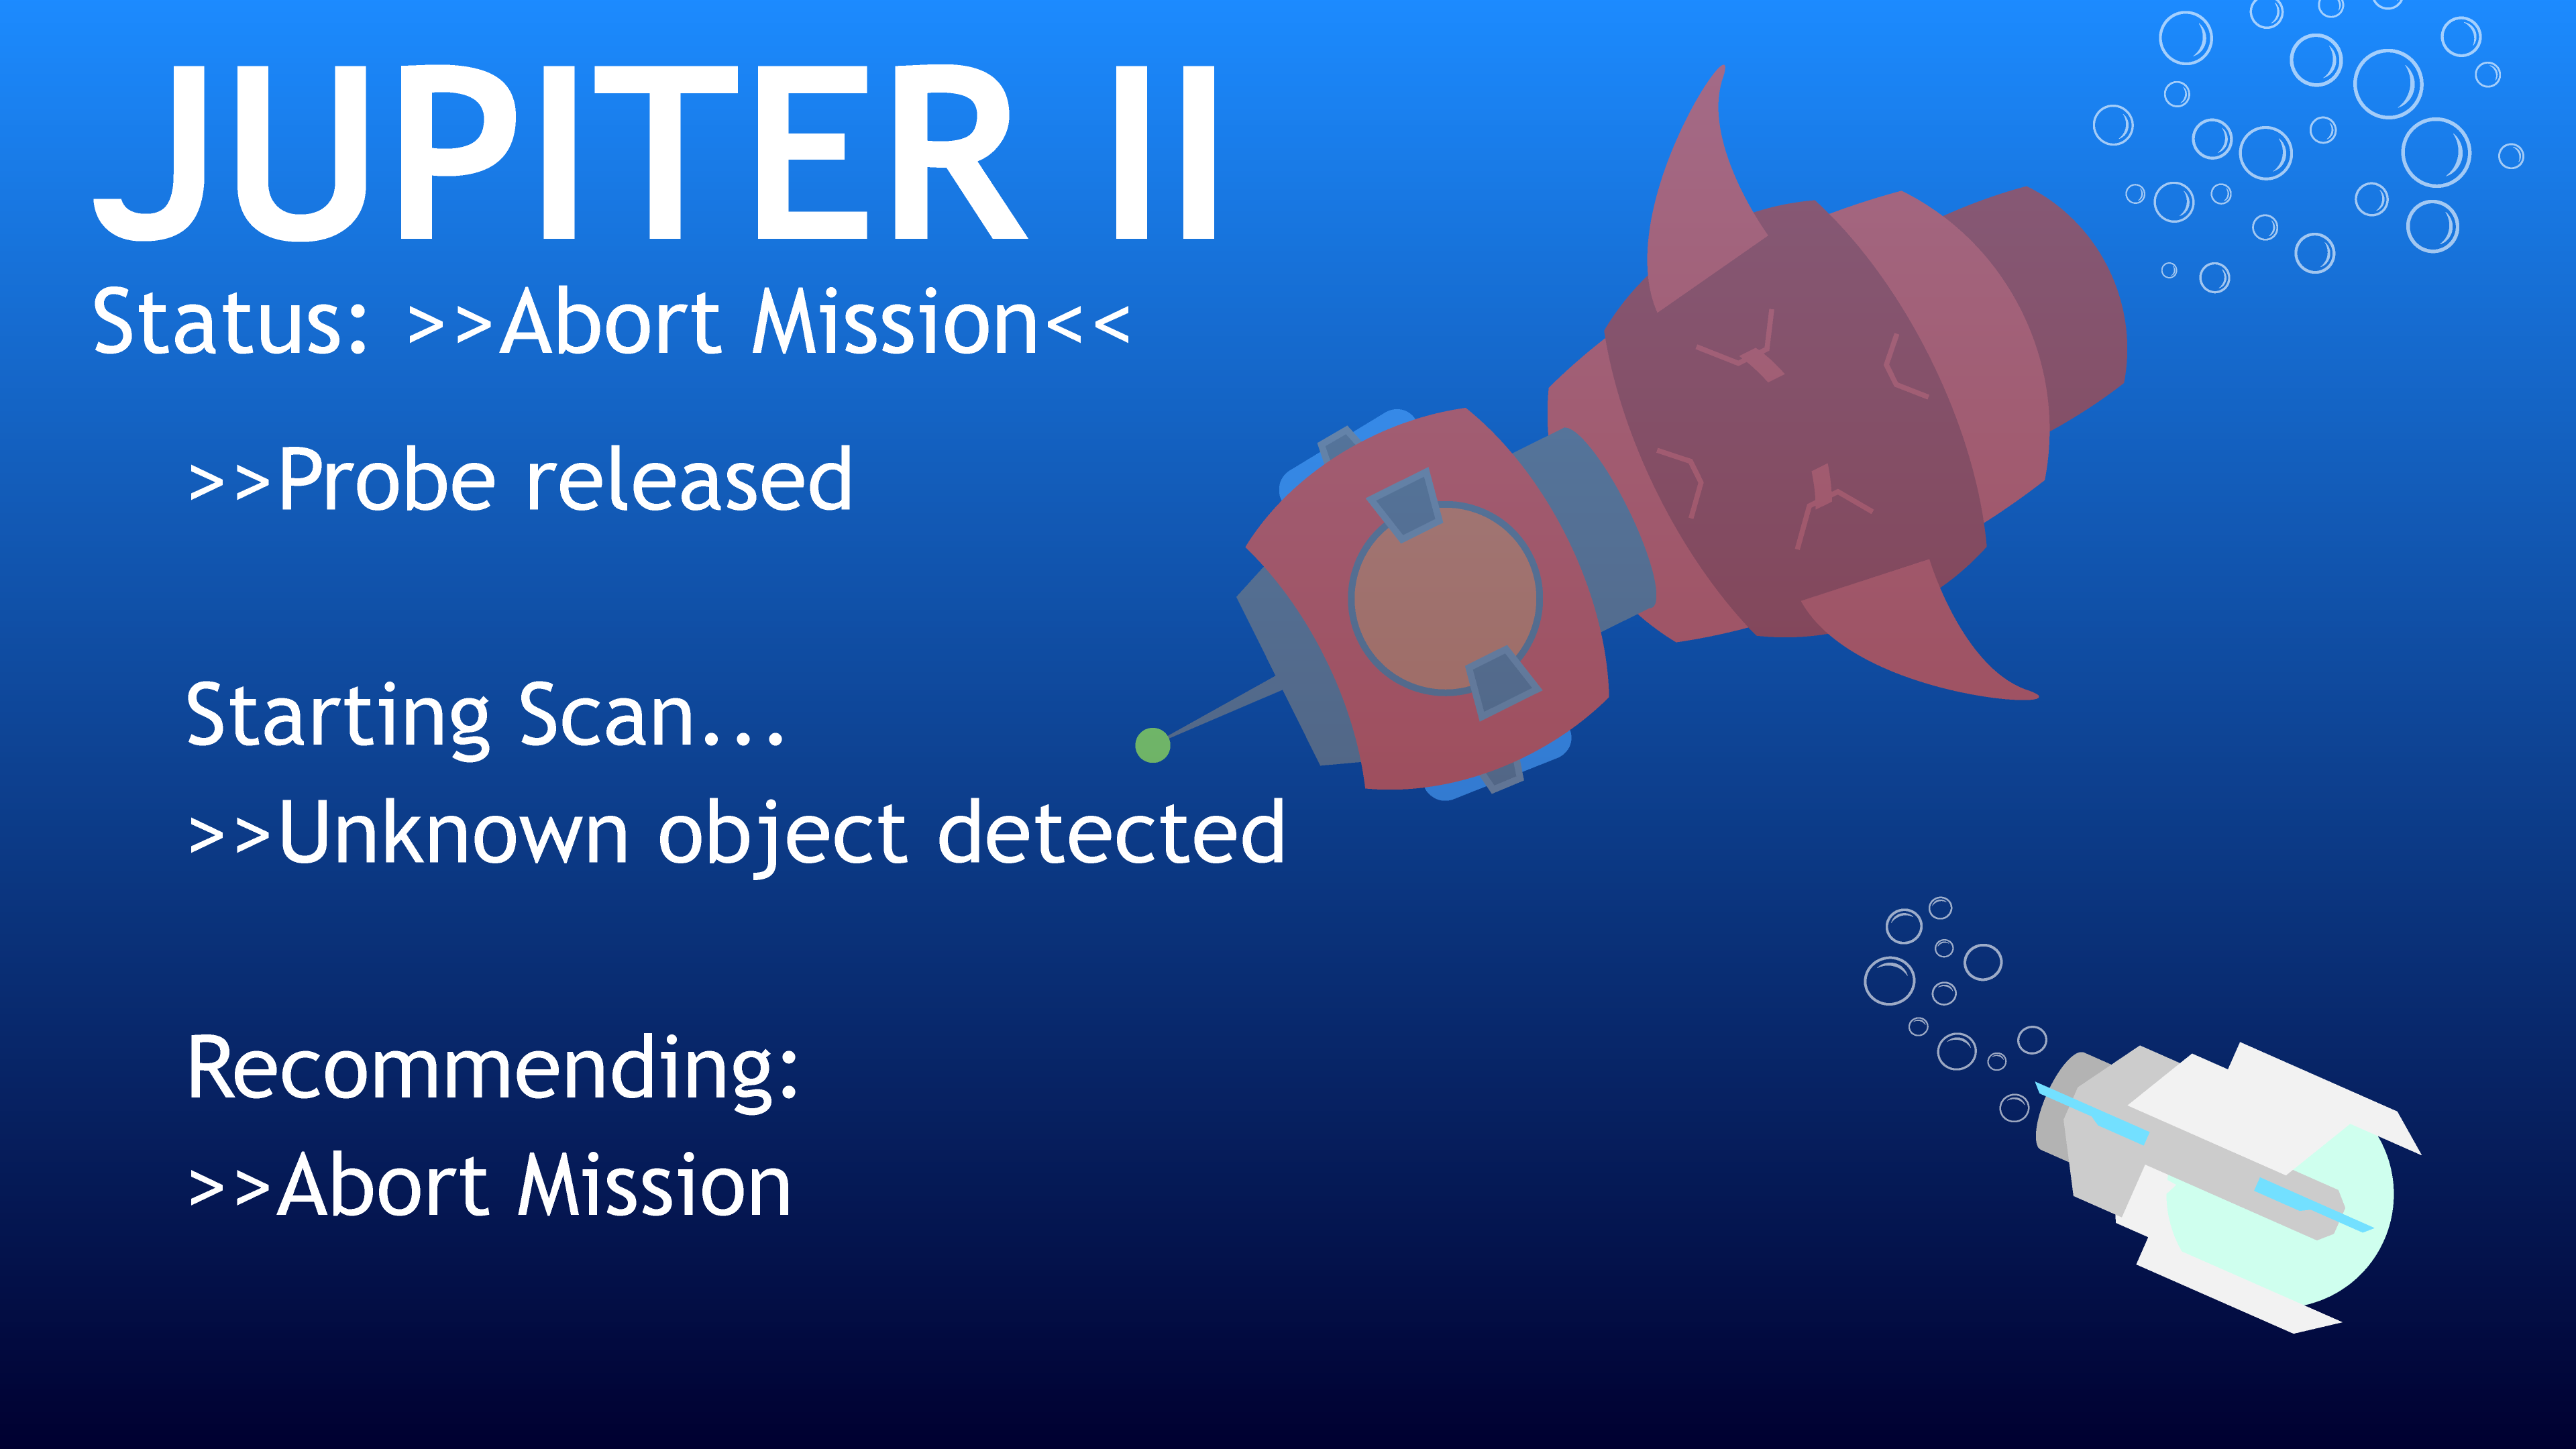 JUPITER II
Status: >>Abort Mission<<
>>Probe released
Starting Scan...
>>Unknown object detected
Recommending:
>>Abort Mission